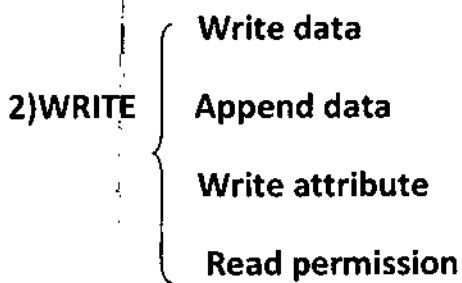 Write data
2)WRITE Append data
Write attribute
Read permission